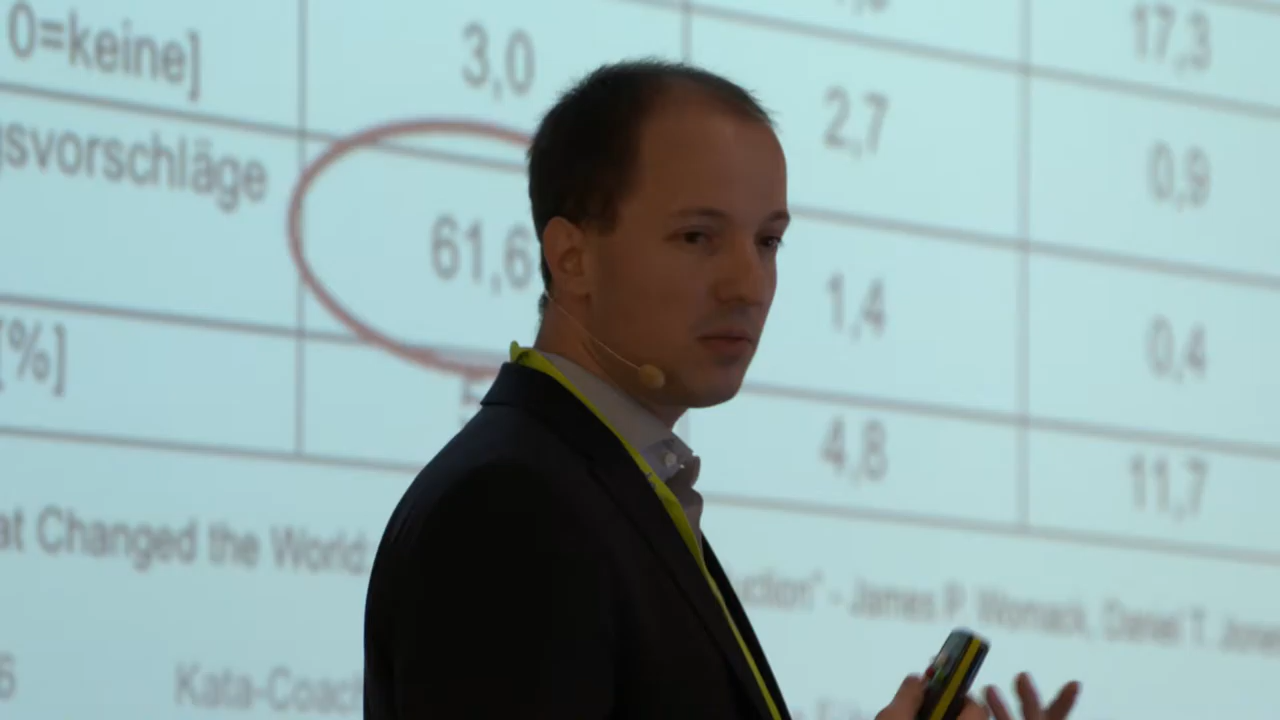 0=keine] 3,0 2,7 17,3
gsvorschläge 61,6 1,4 0,9
[%] 4,8 0,4
11,7
at Changed the World: uction" - James P. Womack, Daniel T. Jones
6 Kata-Coach